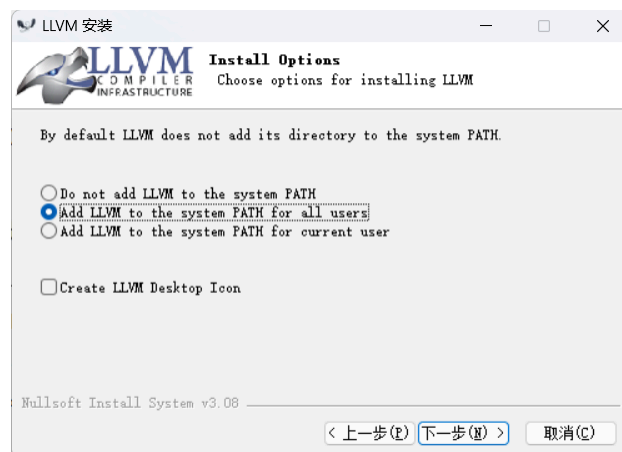 LLVM 安装
LLVM
COMPILER
INFRASTRUCTURE
Install Options
Choose options for installing LLVM
By default LLVM does not add its directory to the system PATH.
Do not add LLVM to the system PATH
Add LLVM to the system PATH for all users
Add LLVM to the system PATH for current user
Create LLVM Desktop Icon
Nullsoft Install System v3.08
< 上一步(P) 下一步(N) > 取消(C)